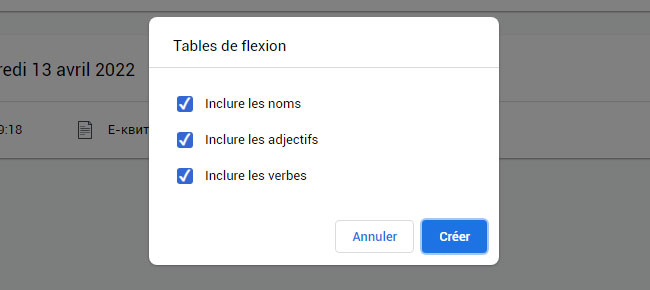 Tables de flexion
redi 13 avril 2022
Inclure les noms
9:18 Е-квит
Inclure les adjectifs
Inclure les verbes
Annuler Créer